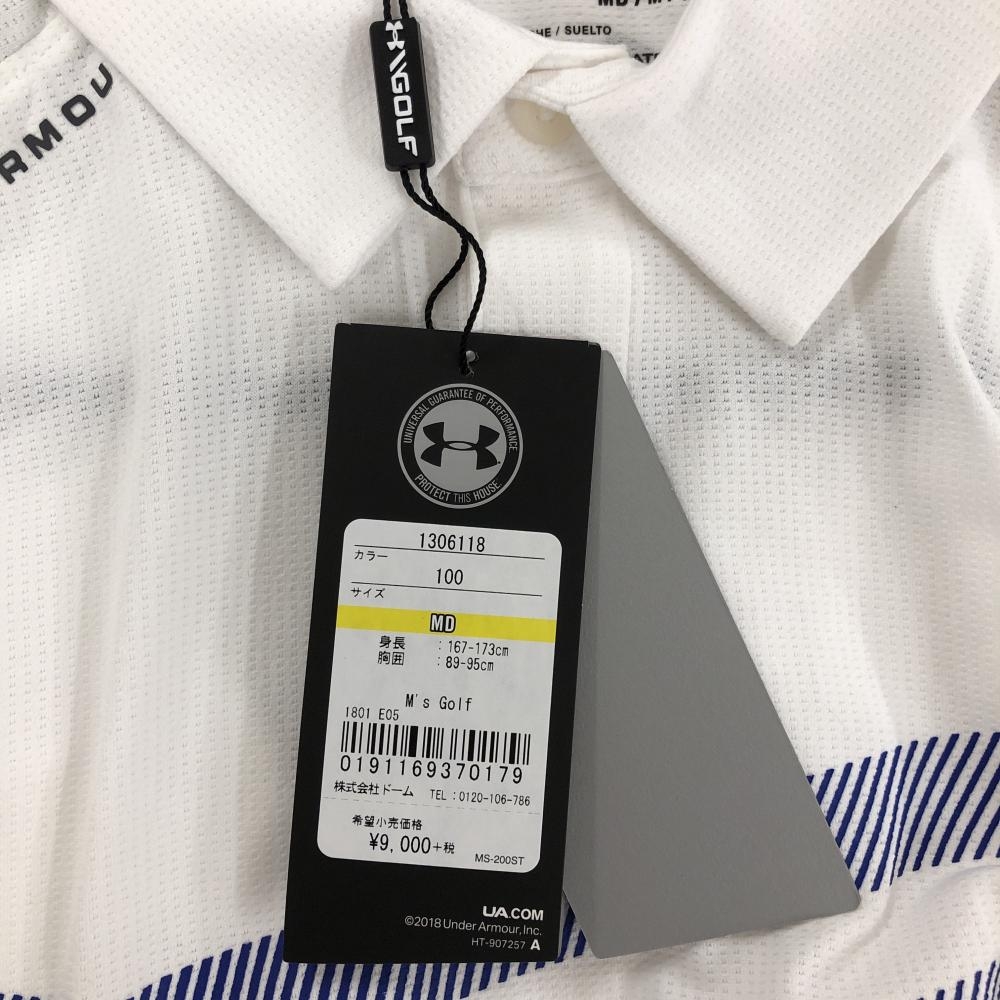 MD / M
HE / SUELTO
RMOU
GOLF
UNIVERSAL GUARANTEE OF PERFORMANCE
PROTECT THIS HOUSE
1306118
カラー
100
サイズ
MD
身長 : 167-173cm
胸囲 : 89-95cm
M's Golf
1801 E05
0191169370179
株式会社ドーム TEL : 0120-106-786
希望小売価格
¥9,000+税
MS-200ST
UA.COM
©2018 Under Armour, Inc.
HT-907257 A